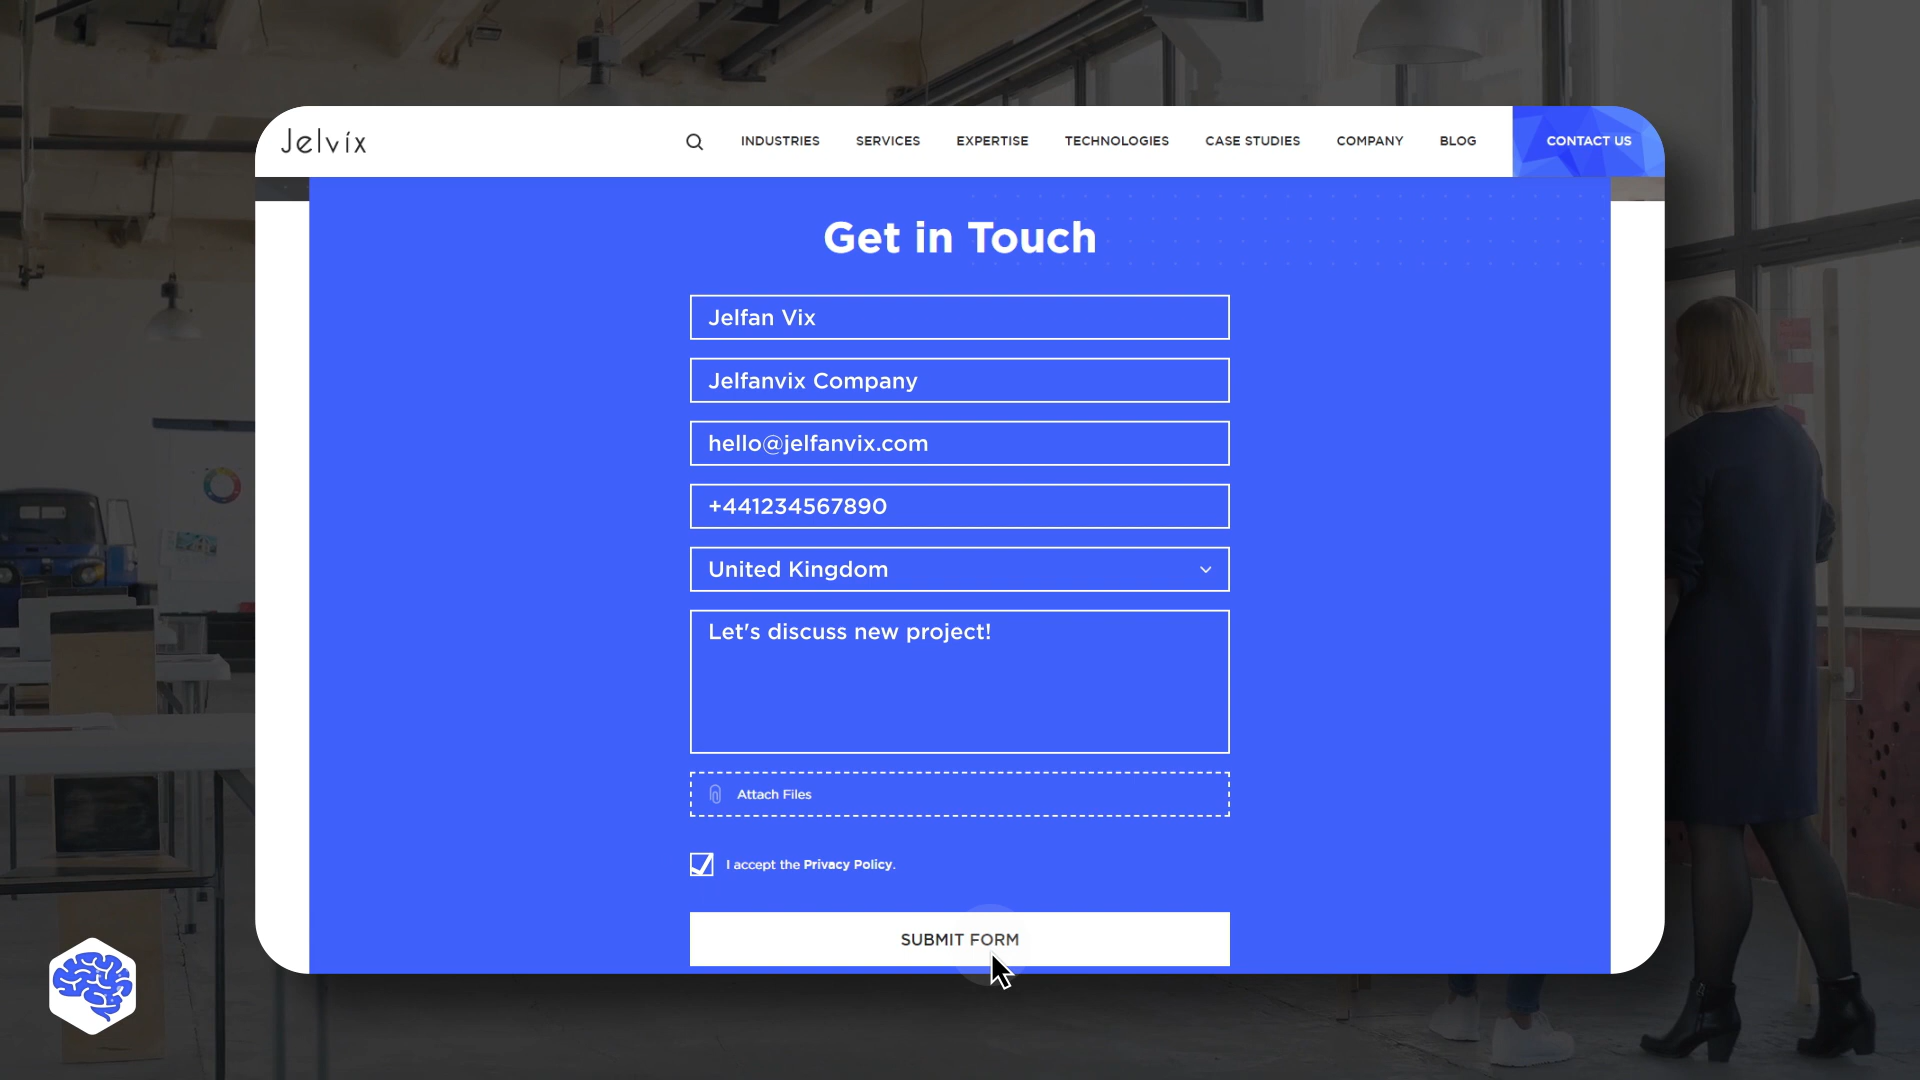 Jelvix
INDUSTRIES
SERVICES
EXPERTISE
TECHNOLOGIES
CASE STUDIES
COMPANY
BLOG
CONTACT US
Get in Touch
Jelfan Vix
Jelfanvix Company
hello@jelfanvix.com
+441234567890
United Kingdom
Let's discuss new project!
Attach Files
I accept the Privacy Policy.
SUBMIT FORM